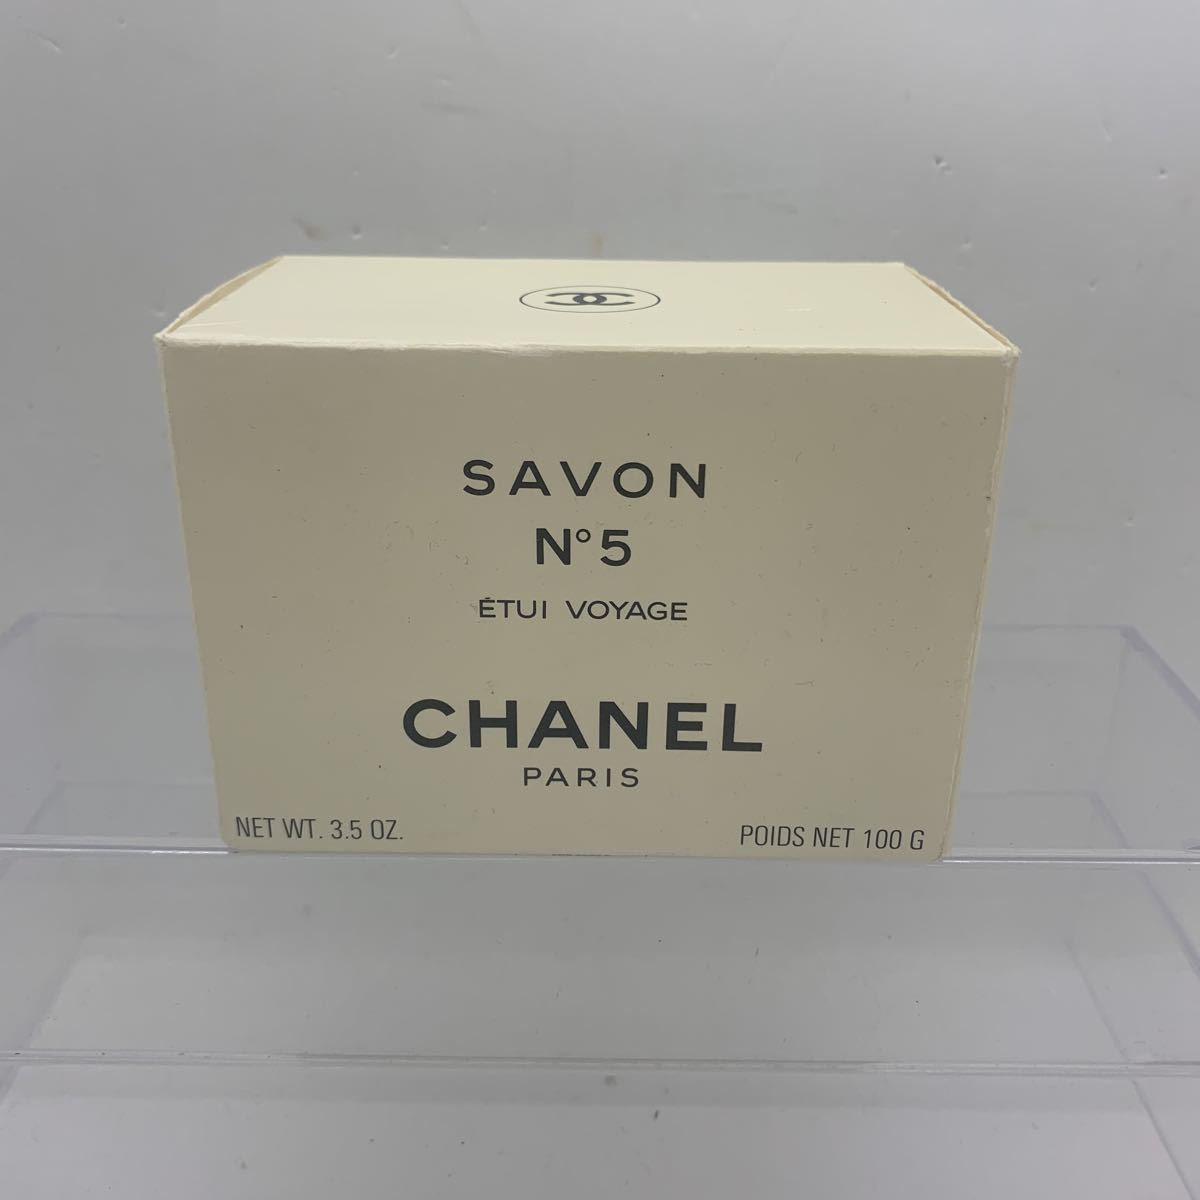 SAVON
N°5
ÉTUI VOYAGE
CHANEL
PARIS
NET WT. 3.5 OZ.
POIDS NET 100 G